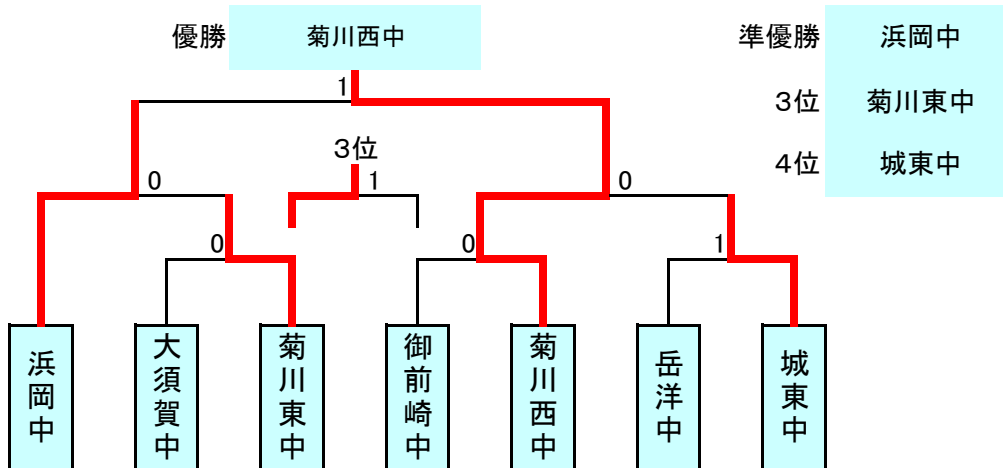 優勝 菊川西中 準優勝 浜岡中
1
3位 菊川東中
3位
4位 城東中
0 1 0
0 0 1
浜岡中
大須賀中
菊川東中
御前崎中
菊川西中
岳洋中
城東中